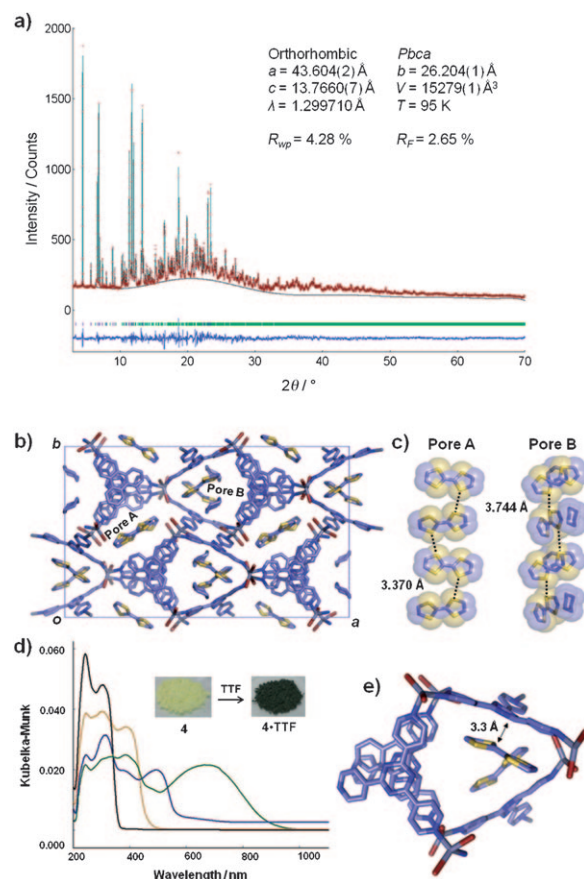 a)
2000
1500
1000
500
0
Intensity / Counts
10 20 30 40 50 60 70
2θ / °
Orthorhombic Pbca
a = 43.604(2) Å b = 26.204(1) Å
c = 13.7660(7) Å V = 15279(1) Å³
λ = 1.299710 Å T = 95 K
R_wp = 4.28 % R_F = 2.65 %
b)
b
Pore B
Pore A
o
a
c)
Pore A Pore B
3.744 Å
3.370 Å
d)
0.060
0.040
0.020
0.000
Kubelka-Munk
TTF
4 4•TTF
200 400 600 800 1000
Wavelength / nm
e)
3.3 Å